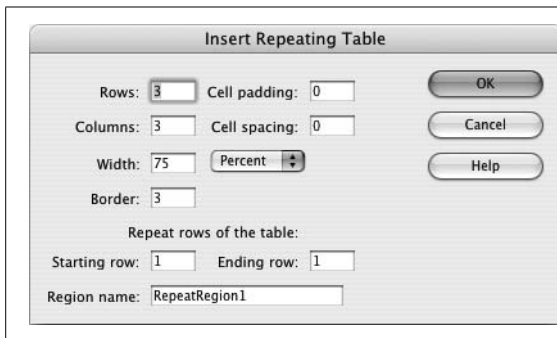 Insert Repeating Table
Rows: 3 Cell padding: 0 OK
Columns: 3 Cell spacing: 0 Cancel
Width: 75 Percent Help
Border: 3
Repeat rows of the table:
Starting row: 1 Ending row: 1
Region name: RepeatRegion1